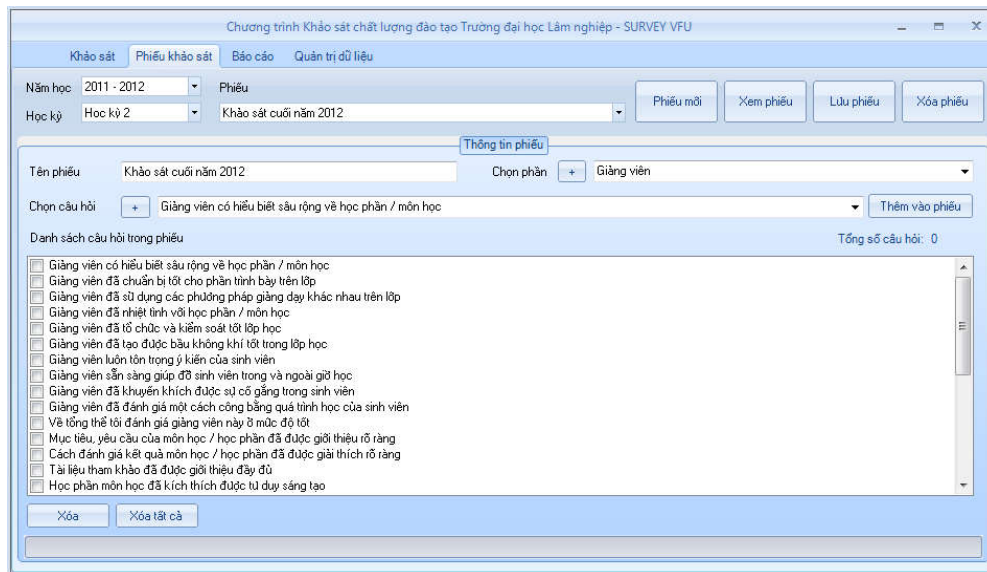 Chương trình Khảo sát chất lượng đào tạo Trường đại học Lâm nghiệp - SURVEY VFU
Khảo sát Phiếu khảo sát Báo cáo Quản trị dữ liệu
Năm học 2011 - 2012 Phiếu
Học kỳ Học kỳ 2 Khảo sát cuối năm 2012 Phiếu mới Xem phiếu Lưu phiếu Xóa phiếu
Thông tin phiếu
Tên phiếu Khảo sát cuối năm 2012 Chọn phần + Giảng viên
Chọn câu hỏi + Giảng viên có hiểu biết sâu rộng về học phần / môn học Thêm vào phiếu
Danh sách câu hỏi trong phiếu Tổng số câu hỏi: 0
Giảng viên có hiểu biết sâu rộng về học phần / môn học
Giảng viên đã chuẩn bị tốt cho phần trình bày trên lớp
Giảng viên đã sử dụng các phương pháp giảng dạy khác nhau trên lớp
Giảng viên đã nhiệt tình với học phần / môn học
Giảng viên đã tổ chức và kiểm soát tốt lớp học
Giảng viên đã tạo được bầu không khí tốt trong lớp học
Giảng viên luôn tôn trọng ý kiến của sinh viên
Giảng viên sẵn sàng giúp đỡ sinh viên trong và ngoài giờ học
Giảng viên đã khuyến khích được sự cố gắng trong sinh viên
Giảng viên đã đánh giá một cách công bằng quá trình học của sinh viên
Về tổng thể tôi đánh giá giảng viên này ở mức độ tốt
Mục tiêu, yêu cầu của môn học / học phần đã được giới thiệu rõ ràng
Cách đánh giá kết quả môn học / học phần đã được giải thích rõ ràng
Tài liệu tham khảo đã được giới thiệu đầy đủ
Học phần môn học đã kích thích được tư duy sáng tạo
Xóa Xóa tất cả